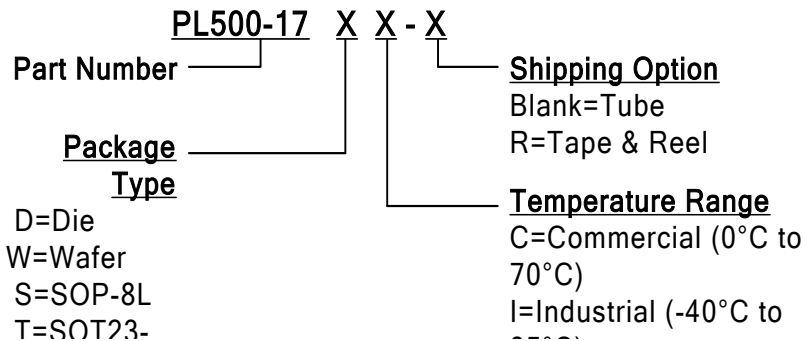 PL500-17 X X - X
Part Number
Shipping Option
Blank=Tube
R=Tape & Reel
Package
Type
D=Die
W=Wafer
S=SOP-8L
T=SOT23-
Temperature Range
C=Commercial (0°C to
70°C)
I=Industrial (-40°C to